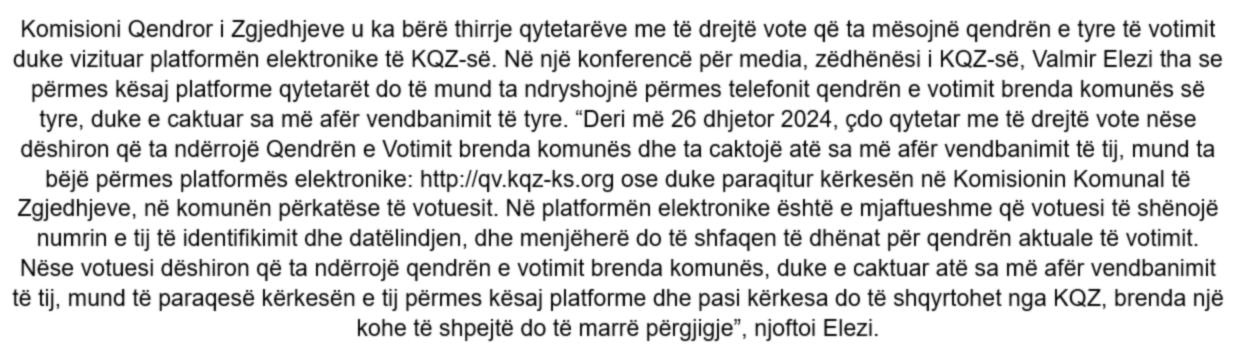 Komisioni Qendror i Zgjedhjeve u ka bërë thirrje qytetarëve me të drejtë vote që ta mësojnë qendrën e tyre të votimit
duke vizituar platformën elektronike të KQZ-së. Në një konferencë për media, zëdhënësi i KQZ-së, Valmir Elezi tha se
përmes kësaj platforme qytetarët do të mund ta ndryshojnë përmes telefonit qendrën e votimit brenda komunës së
tyre, duke e caktuar sa më afër vendbanimit të tyre. “Deri më 26 dhjetor 2024, çdo qytetar me të drejtë vote nëse
dëshiron që ta ndërrojë Qendrën e Votimit brenda komunës dhe ta caktojë atë sa më afër vendbanimit të tij, mund ta
bëjë përmes platformës elektronike: http://qv.kqz-ks.org ose duke paraqitur kërkesën në Komisionin Komunal të
Zgjedhjeve, në komunën përkatëse të votuesit. Në platformën elektronike është e mjaftueshme që votuesi të shënojë
numrin e tij të identifikimit dhe datëlindjen, dhe menjëherë do të shfaqen të dhënat për qendrën aktuale të votimit.
Nëse votuesi dëshiron që ta ndërrojë qendrën e votimit brenda komunës, duke e caktuar atë sa më afër vendbanimit
të tij, mund të paraqesë kërkesën e tij përmes kësaj platforme dhe pasi kërkesa do të shqyrtohet nga KQZ, brenda një
kohe të shpejtë do të marrë përgjigje”, njoftoi Elezi.